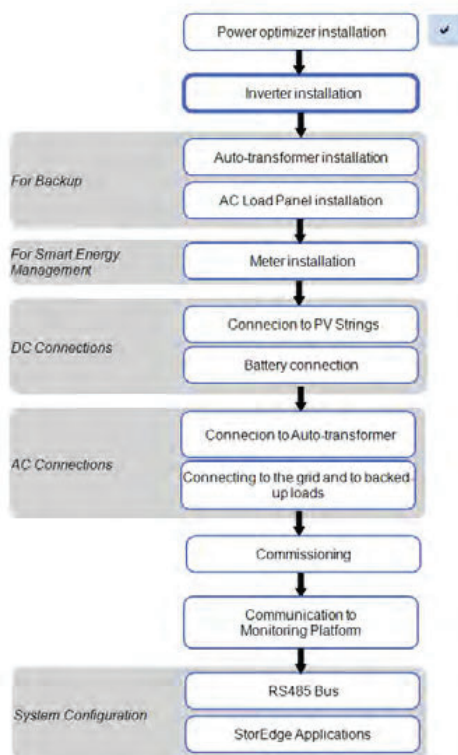 Power optimizer installation
Inverter installation
For Backup
Auto-transformer installation
AC Load Panel installation
For Smart Energy
Management
Meter installation
DC Connections
Connecion to PV Strings
Battery connection
AC Connections
Connecion to Auto-transformer
Connecting to the grid and to backed-
up loads
Commissioning
Communication to
Monitoring Platform
System Configuration
RS485 Bus
StorEdge Applications